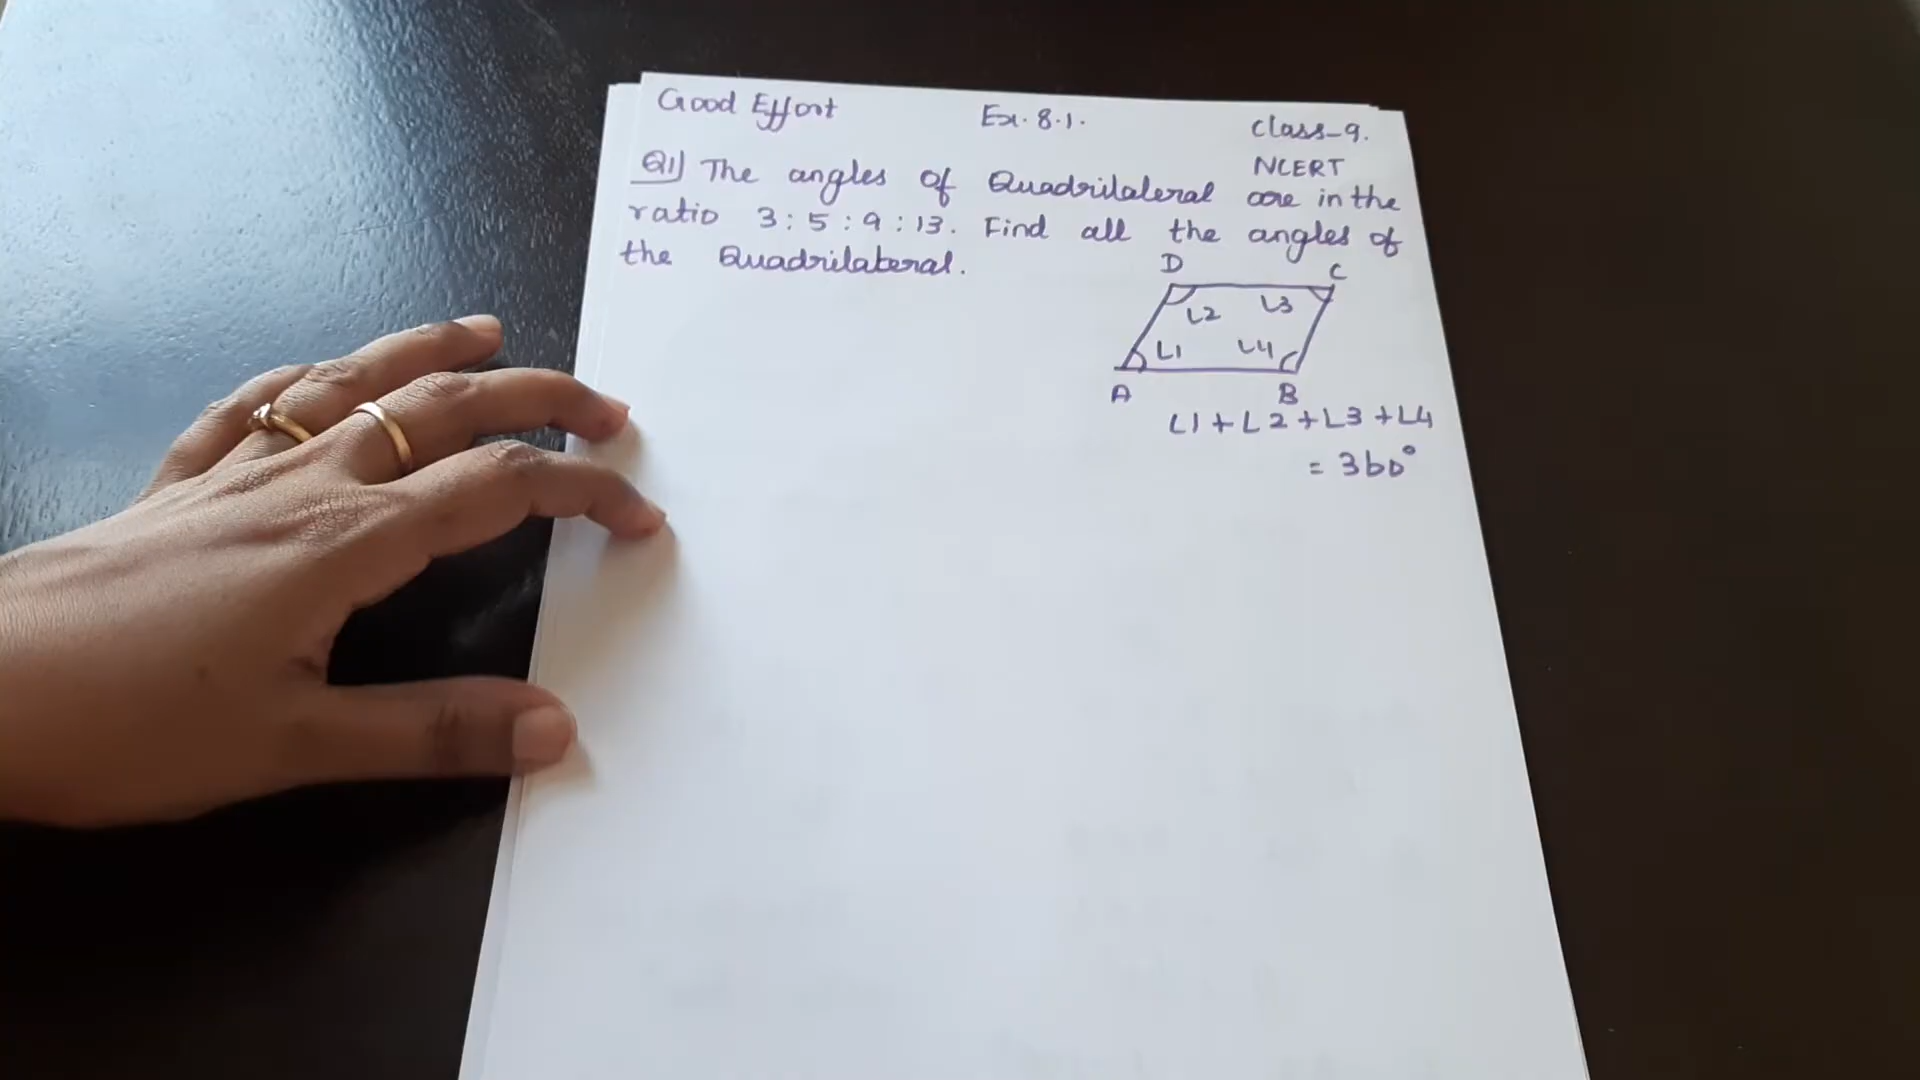 Good Effort Ex. 8.1. Class-9.
NCERT
Q1) The angles of Quadrilateral are in the
ratio 3 : 5 : 9 : 13. Find all the angles of
the Quadrilateral.
D C
∠2 ∠3
∠1 ∠4
A B
∠1 + ∠2 + ∠3 + ∠4
= 360°